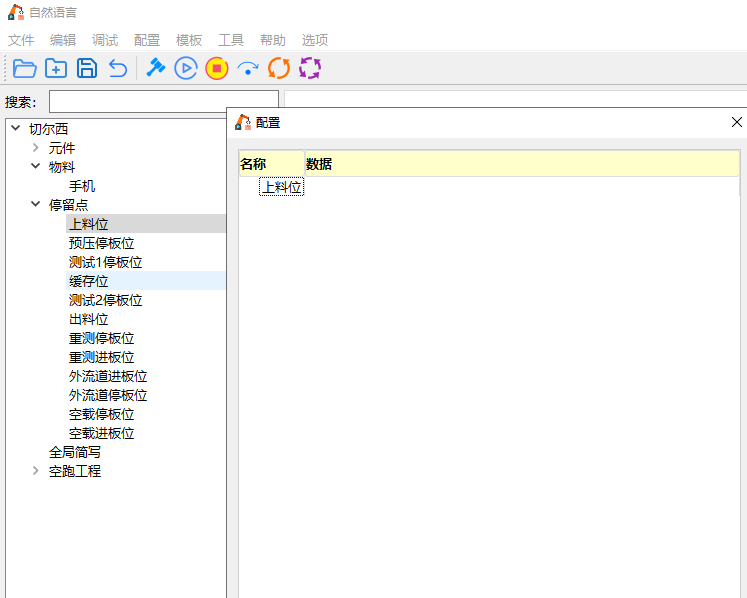 自然语言
文件 编辑 调试 配置 模板 工具 帮助 选项
搜索：
切尔西
元件
物料
手机
停留点
上料位
预压停板位
测试1停板位
缓存位
测试2停板位
出料位
重测停板位
重测进板位
外流道进板位
外流道停板位
空载停板位
空载进板位
全局简写
空跑工程
配置
名称 数据
上料位